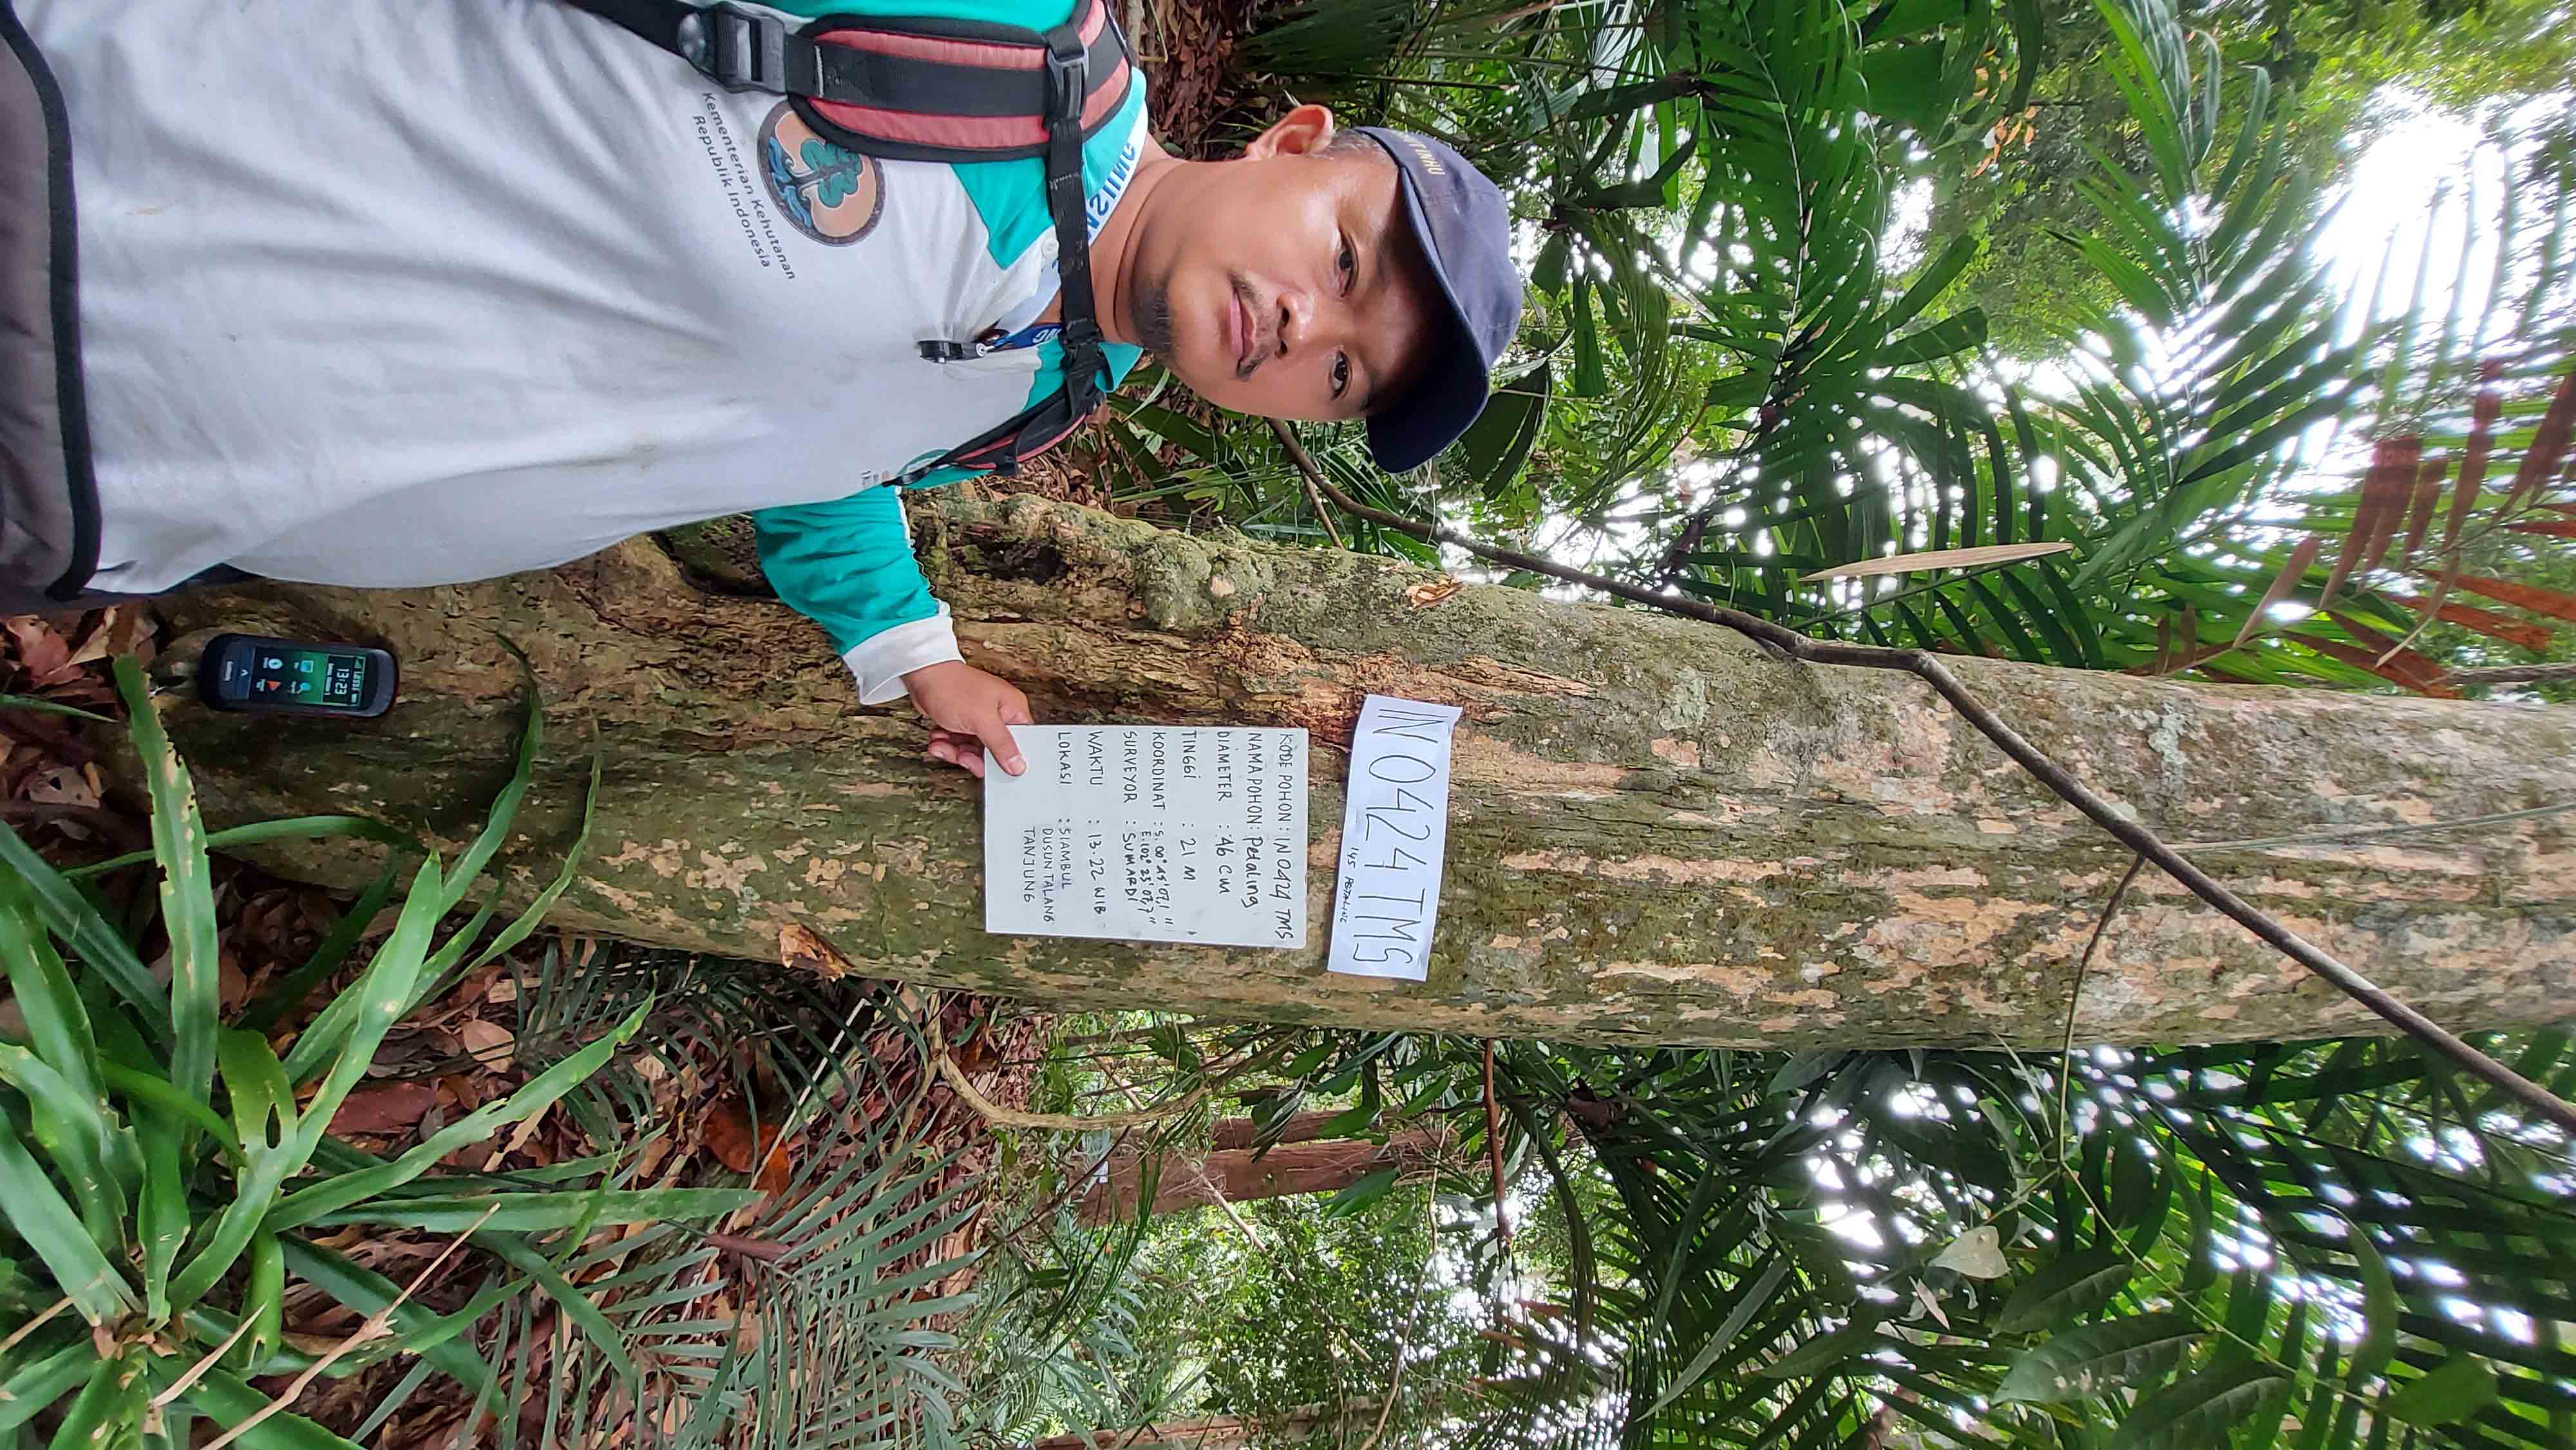 IN 0424 TMS
145 PETALING
KODE POHON : IN 0424 TMS
NAMA POHON : Petaling
DIAMETER : 46 CM
TINGGI : 21 M
KOORDINAT : S. 00° 45' 07,1 "
E. 102° 23' 07,7 "
SURVEYOR : SUMARDI
WAKTU : 13.22 WIB
LOKASI : SIAMBUL
DUSUN TALANG
TANJUNG
Kementerian Kehutanan
Republik Indonesia
13:23
GARMIN